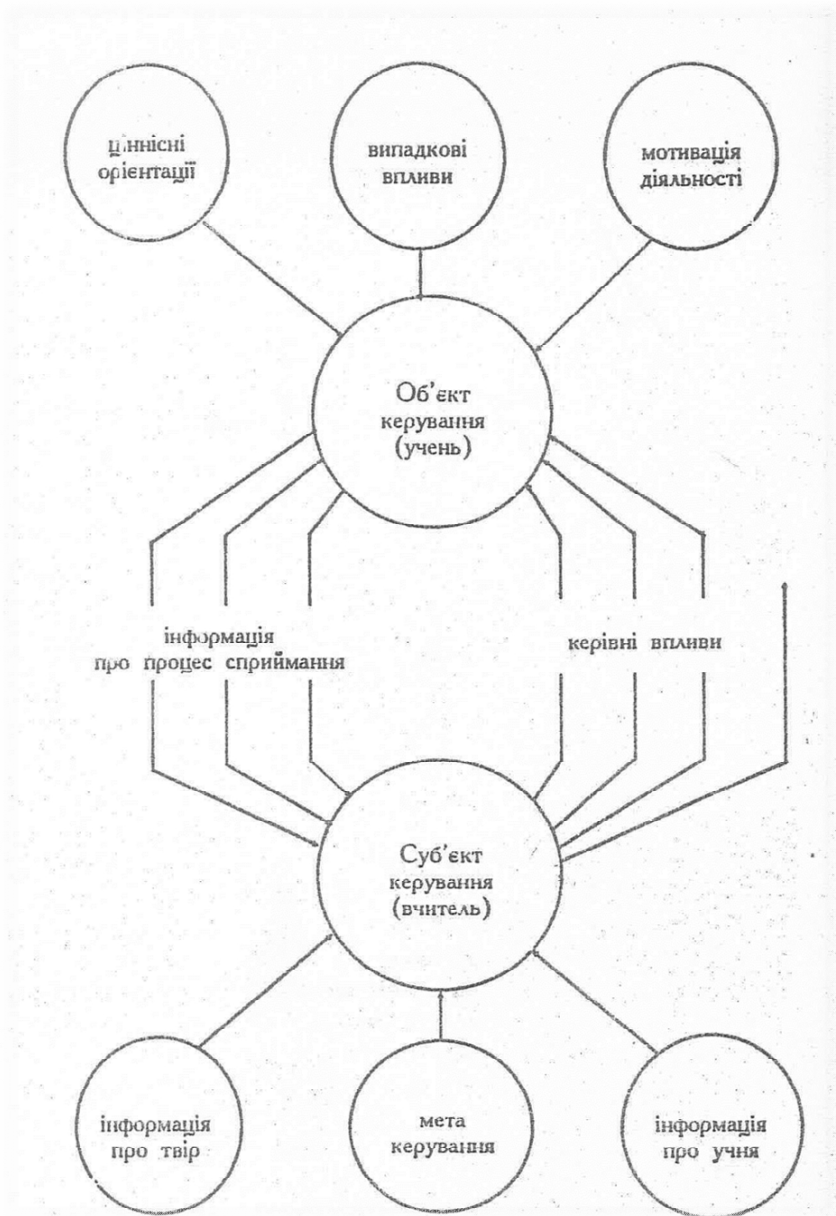 ціннісні
орієнтації
випадкові
впливи
мотивація
діяльності
Об'єкт
керування
(учень)
інформація
про процес сприймання
керівні впливи
Суб'єкт
керування
(вчитель)
інформація
про твір
мета
керування
інформація
про учня